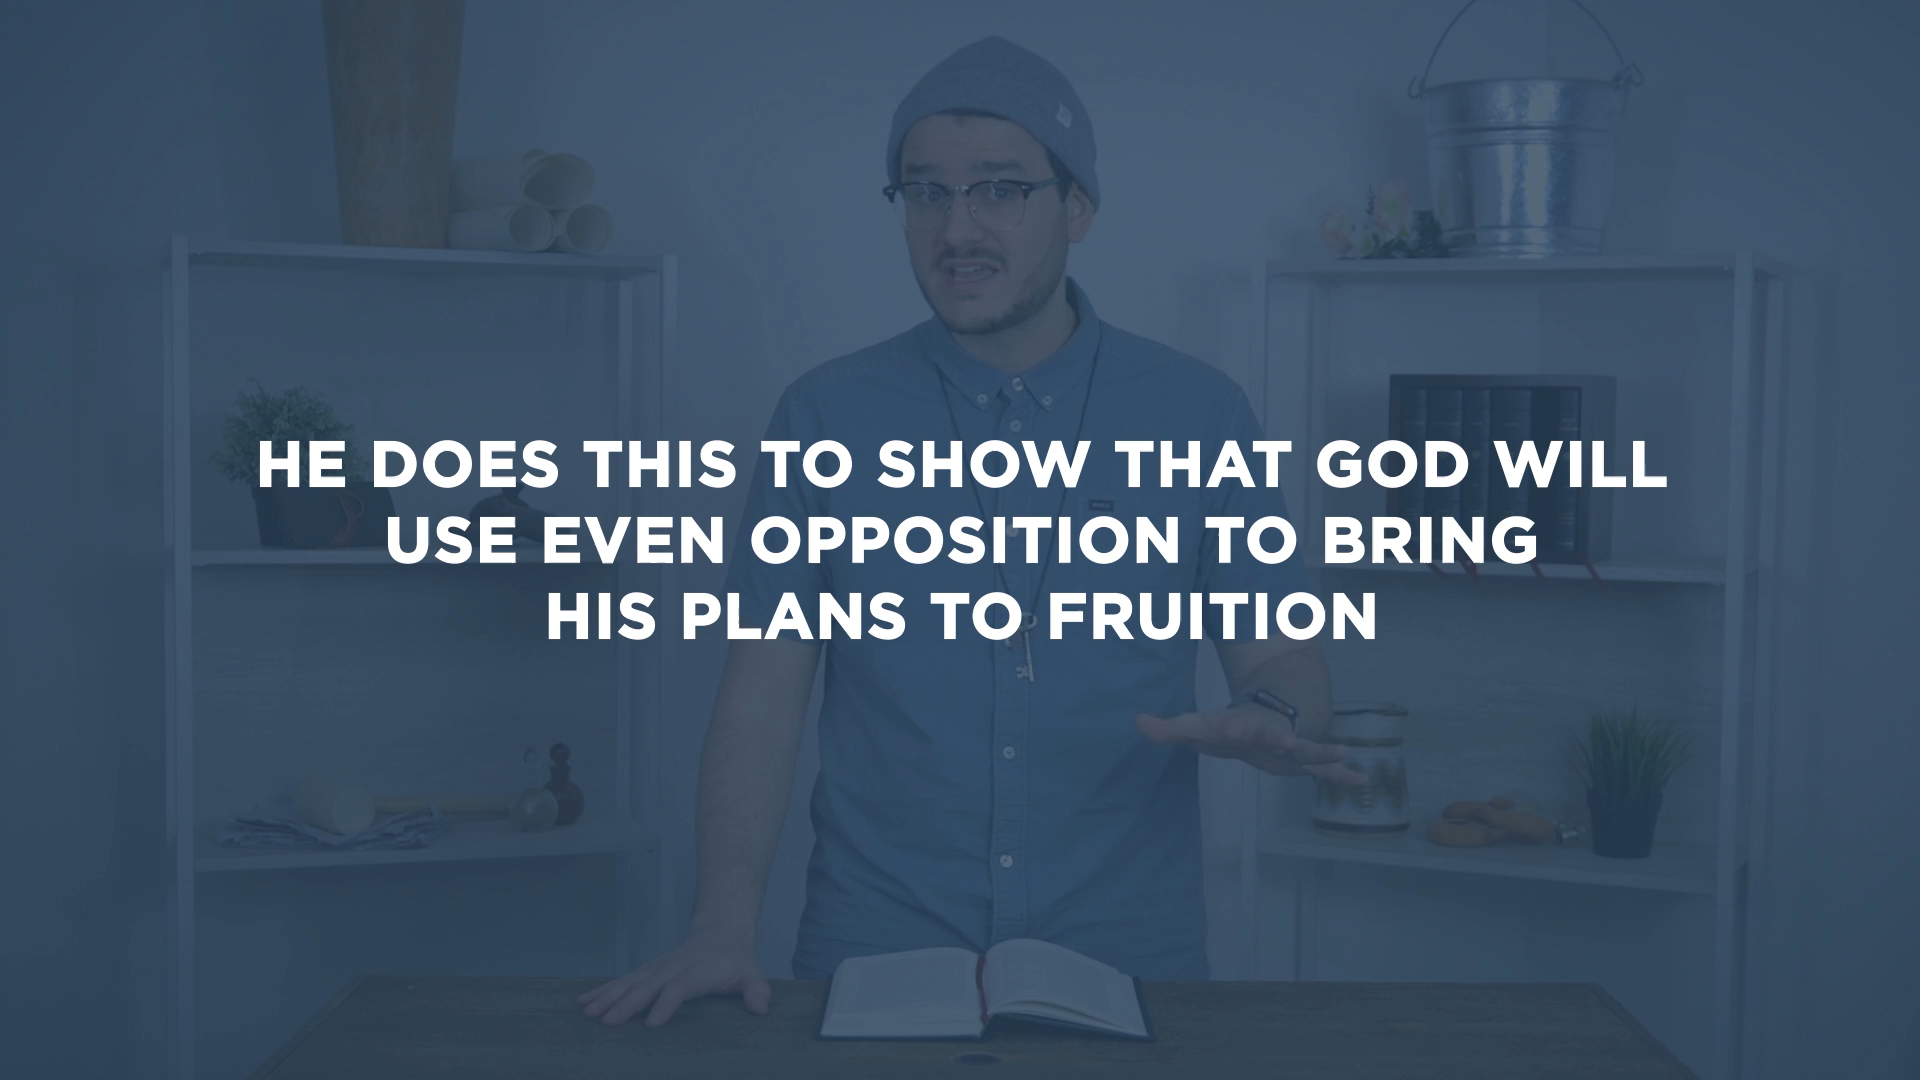 HE DOES THIS TO SHOW THAT GOD WILL
USE EVEN OPPOSITION TO BRING
HIS PLANS TO FRUITION